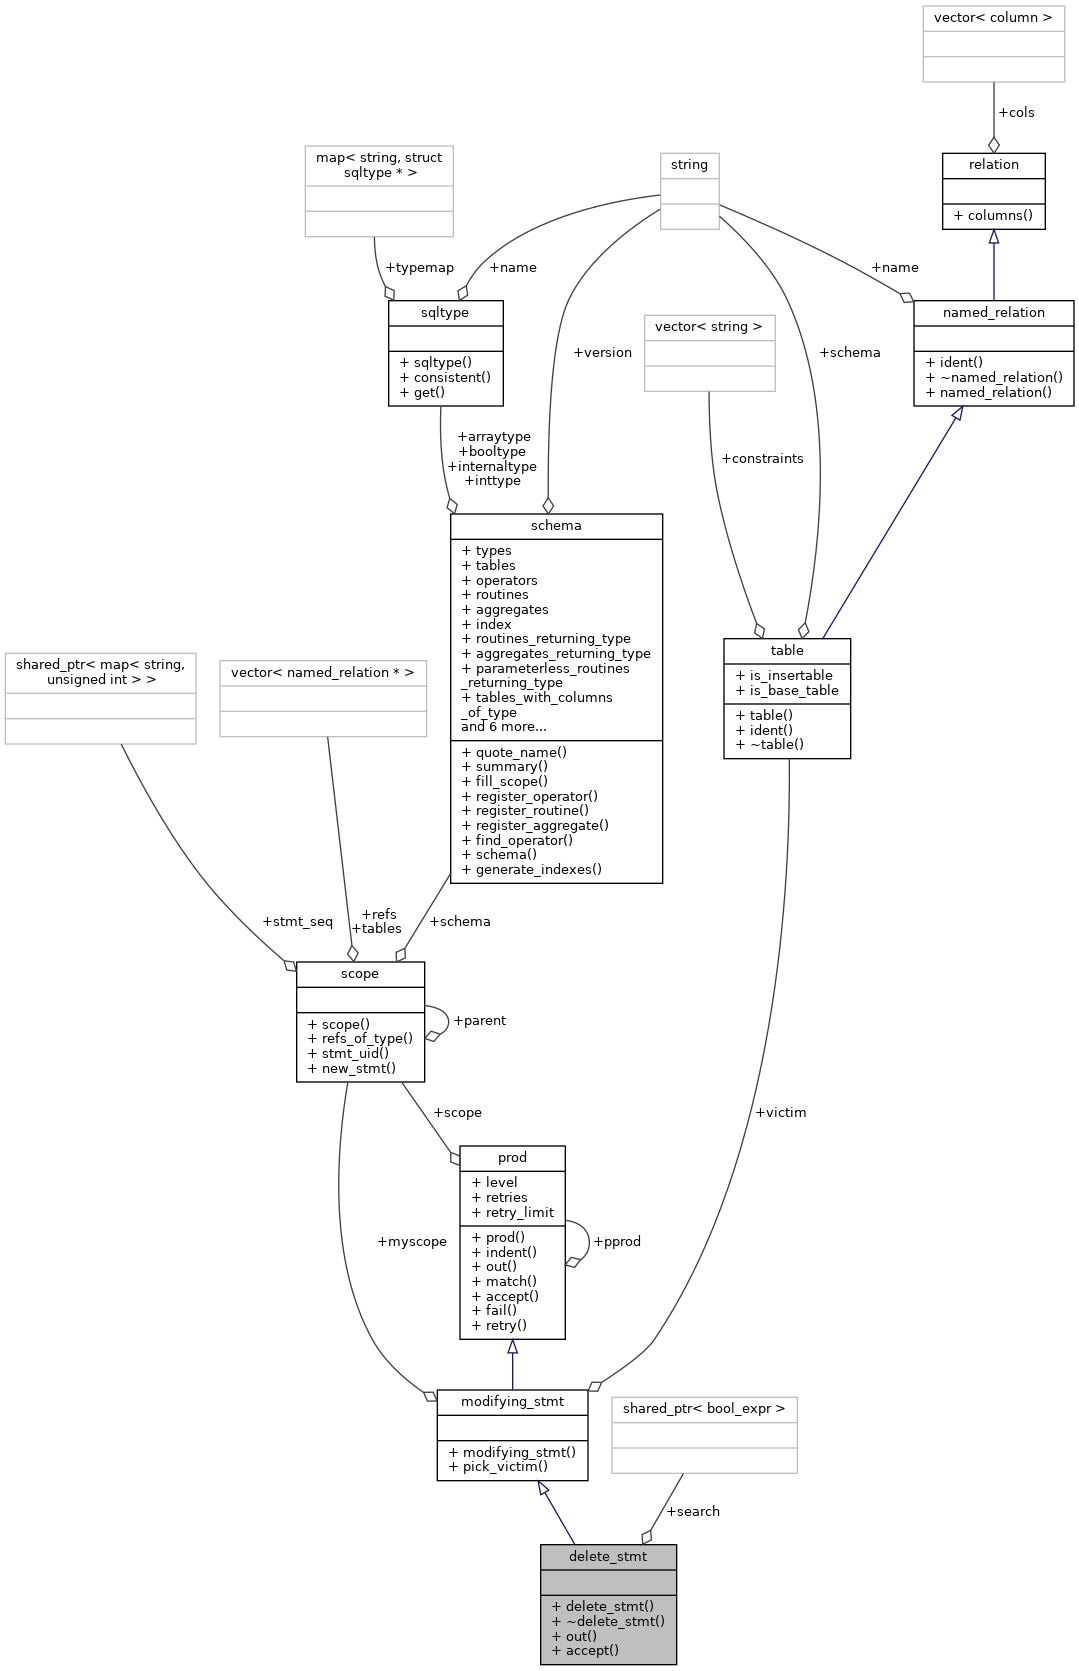 vector< column >
+cols
map< string, struct
sqltype * >
string
relation
+ columns()
+typemap
+name
+name
sqltype
+ sqltype()
+ consistent()
+ get()
vector< string >
+version
+schema
named_relation
+ ident()
+ ~named_relation()
+ named_relation()
+arraytype
+booltype
+internaltype
+inttype
+constraints
schema
+ types
+ tables
+ operators
+ routines
+ aggregates
+ index
+ routines_returning_type
+ aggregates_returning_type
+ parameterless_routines
_returning_type
+ tables_with_columns
_of_type
and 6 more...
+ quote_name()
+ summary()
+ fill_scope()
+ register_operator()
+ register_routine()
+ register_aggregate()
+ find_operator()
+ schema()
+ generate_indexes()
table
+ is_insertable
+ is_base_table
+ table()
+ ident()
+ ~table()
shared_ptr< map< string,
unsigned int > >
vector< named_relation * >
+stmt_seq
+refs
+tables
+schema
scope
+ scope()
+ refs_of_type()
+ stmt_uid()
+ new_stmt()
+parent
+scope
+victim
prod
+ level
+ retries
+ retry_limit
+ prod()
+ indent()
+ out()
+ match()
+ accept()
+ fail()
+ retry()
+pprod
+myscope
modifying_stmt
+ modifying_stmt()
+ pick_victim()
shared_ptr< bool_expr >
+search
delete_stmt
+ delete_stmt()
+ ~delete_stmt()
+ out()
+ accept()